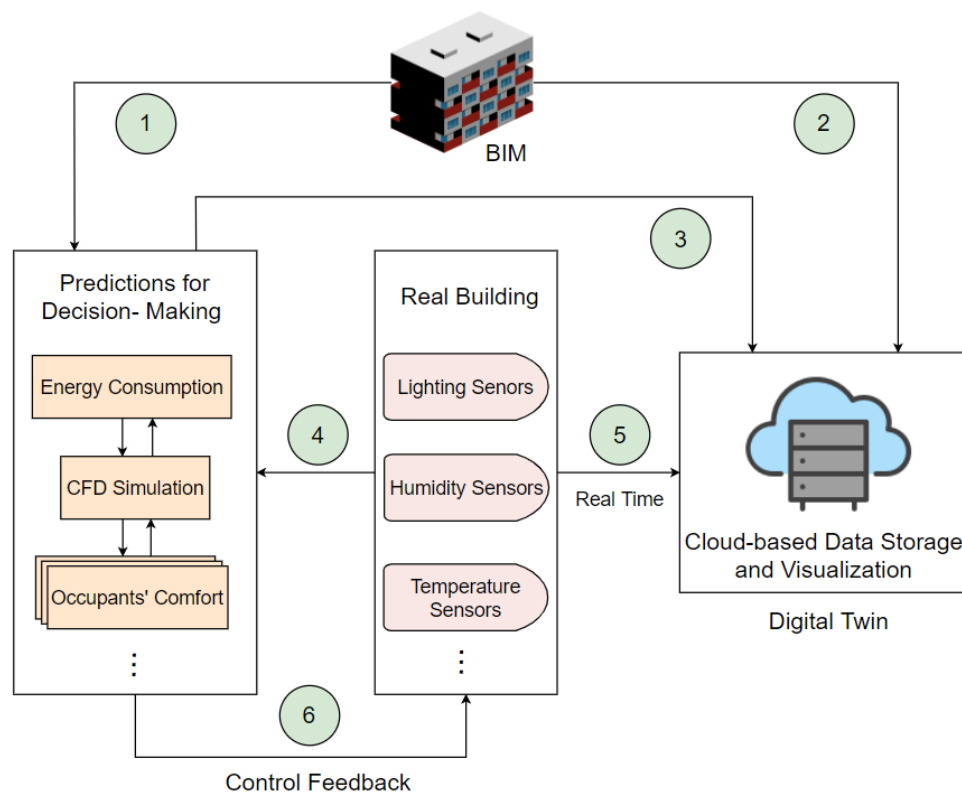 BIM
1
2
3
Predictions for
Decision- Making
Energy Consumption
CFD Simulation
Occupants' Comfort
Real Building
Lighting Senors
Humidity Sensors
Temperature
Sensors
4
5
Real Time
Cloud-based Data Storage
and Visualization
Digital Twin
6
Control Feedback